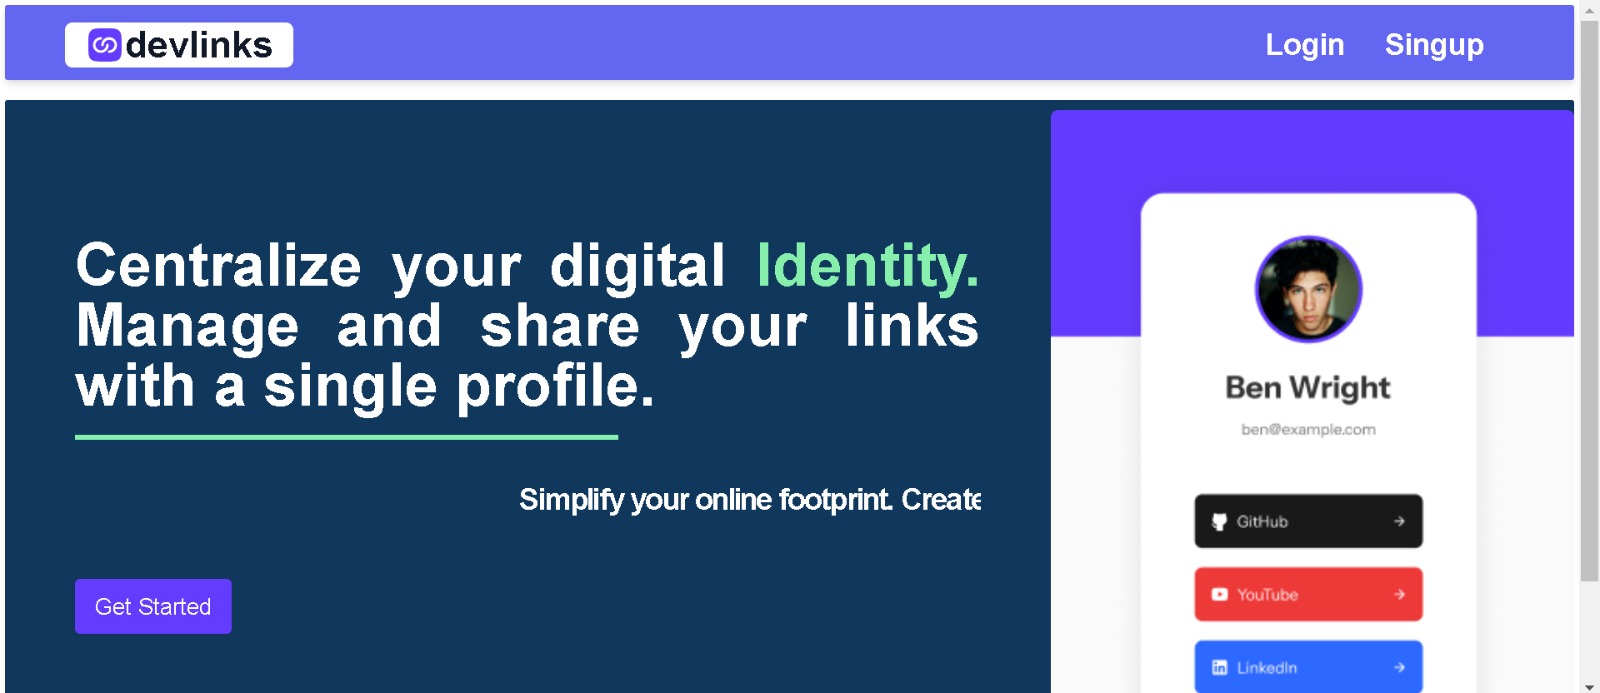 devlinks
Login
Singup
Centralize your digital Identity.
Manage and share your links
with a single profile.
Simplify your online footprint. Create
Get Started
Ben Wright
ben@example.com
GitHub
YouTube
LinkedIn